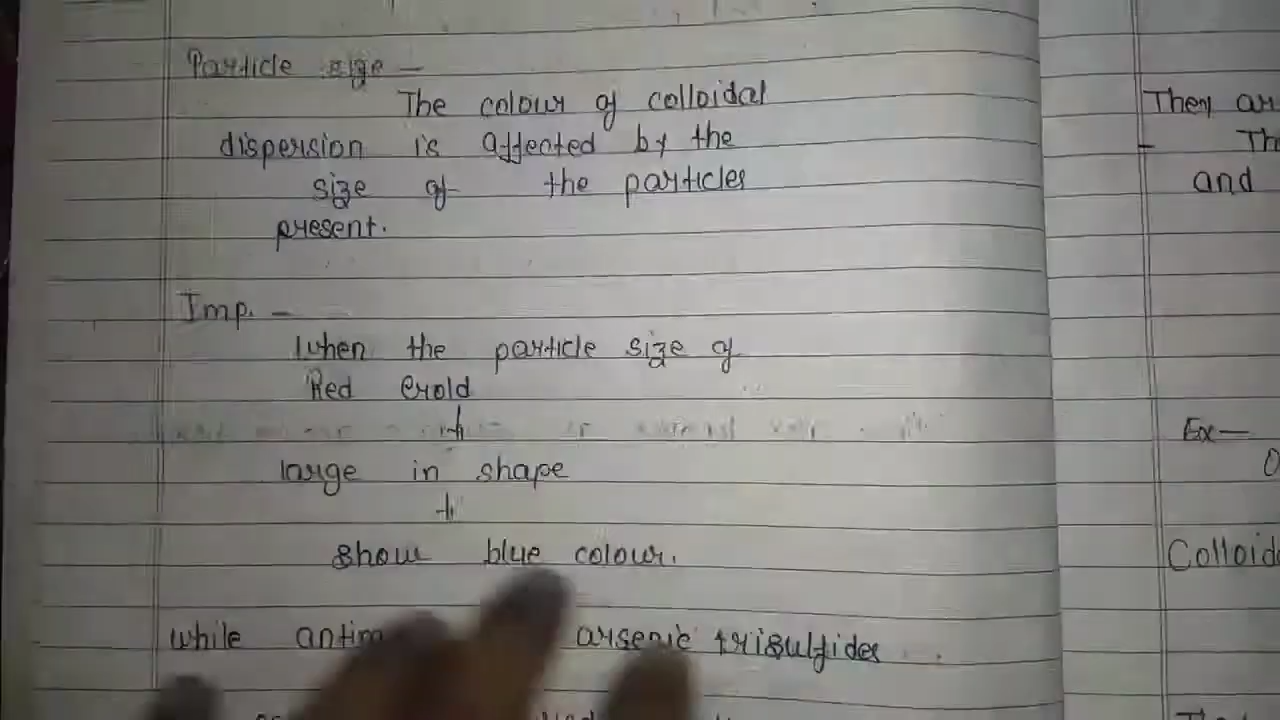 Particle size -
The colour of colloidal
dispersion is affected by the
size of the particles
present.
Imp. -
When the particle size of
Red Gold
large in shape
show blue colour.
while arsenic trisulfides
They
Th
and
Ex-
Colloid